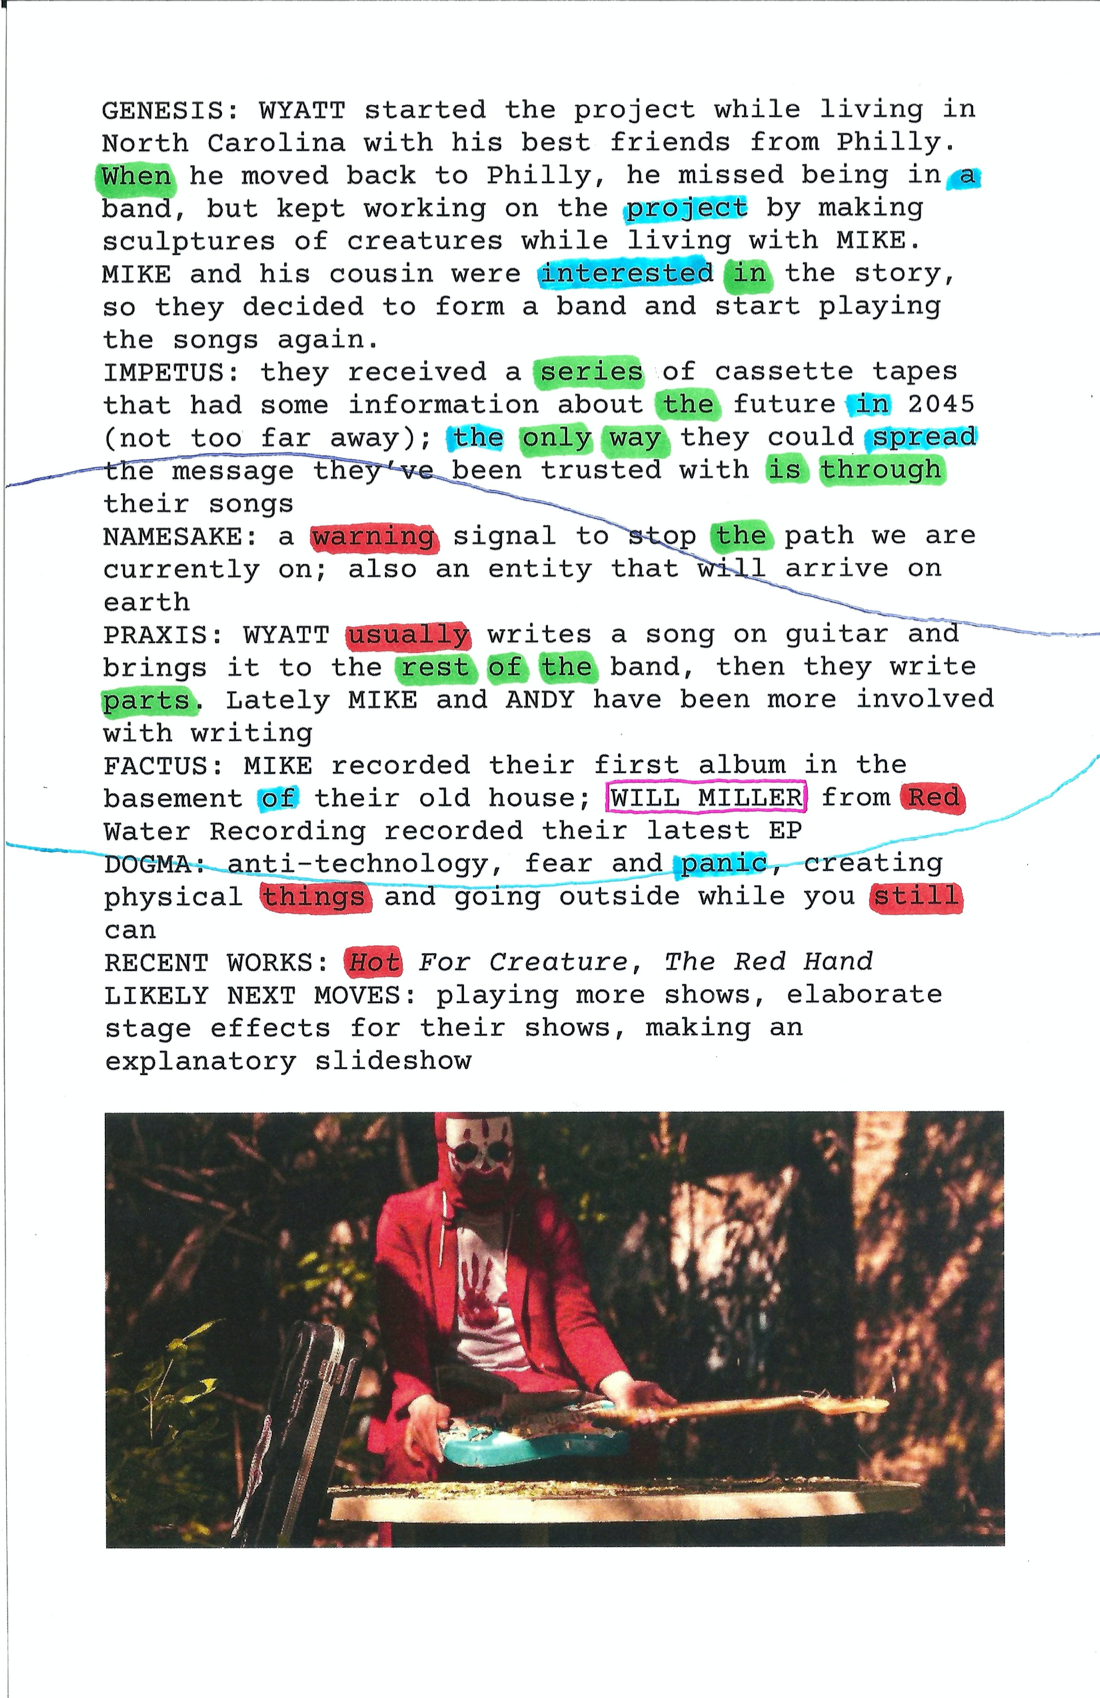 GENESIS: WYATT started the project while living in
North Carolina with his best friends from Philly.
When he moved back to Philly, he missed being in a
band, but kept working on the project by making
sculptures of creatures while living with MIKE.
MIKE and his cousin were interested in the story,
so they decided to form a band and start playing
the songs again.
IMPETUS: they received a series of cassette tapes
that had some information about the future in 2045
(not too far away); the only way they could spread
the message they've been trusted with is through
their songs
NAMESAKE: a warning signal to stop the path we are
currently on; also an entity that will arrive on
earth
PRAXIS: WYATT usually writes a song on guitar and
brings it to the rest of the band, then they write
parts. Lately MIKE and ANDY have been more involved
with writing
FACTUS: MIKE recorded their first album in the
basement of their old house; WILL MILLER from Red
Water Recording recorded their latest EP
DOGMA: anti-technology, fear and panic, creating
physical things and going outside while you still
can
RECENT WORKS: Hot For Creature, The Red Hand
LIKELY NEXT MOVES: playing more shows, elaborate
stage effects for their shows, making an
explanatory slideshow